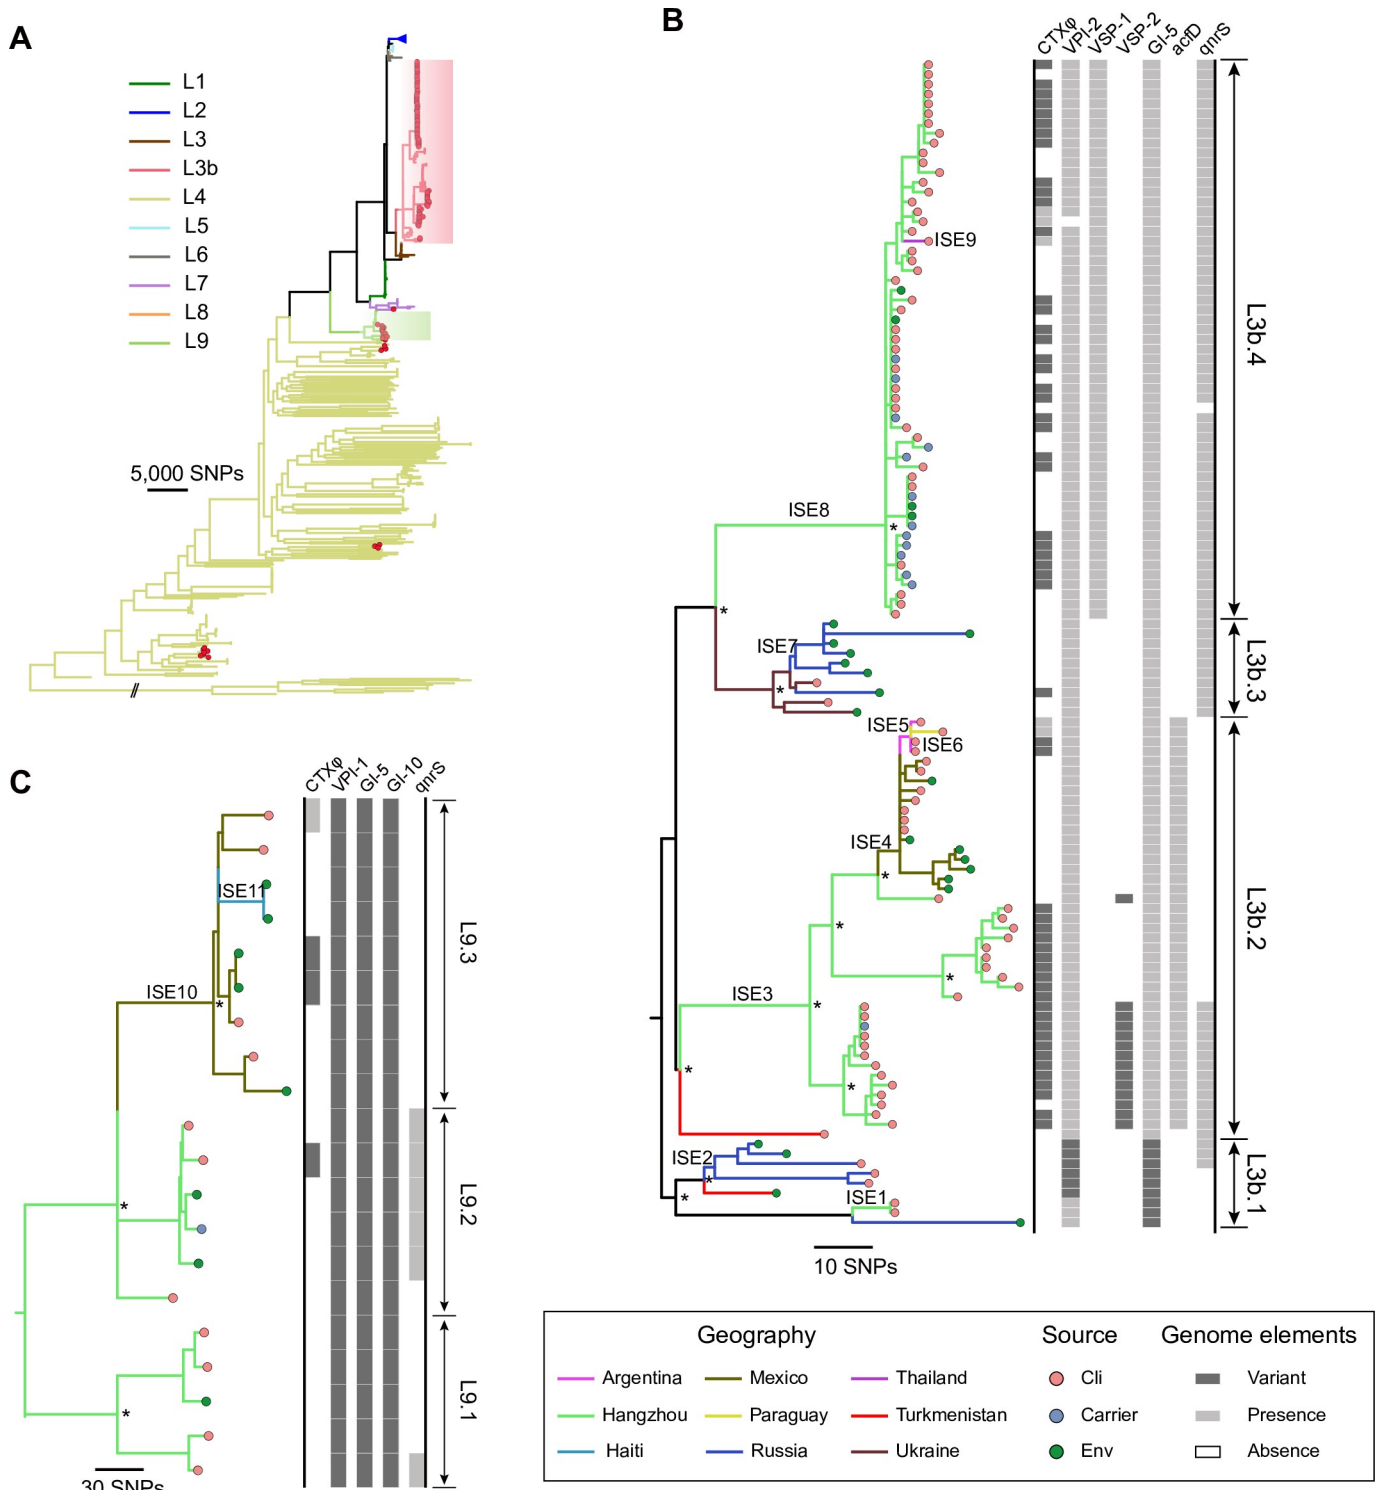 A
L1
L2
L3
L3b
L4
L5
L6
L7
L8
L9
5,000 SNPs
//
B
CTXφ
VPI-2
VSP-1
VSP-2
GI-5
acfD
qnrS
ISE9
L3b.4
ISE8
*
*
ISE7
*
L3b.3
ISE5
ISE6
ISE4
*
L3b.2
*
*
ISE3
*
*
*
ISE2
*
*
ISE1
L3b.1
10 SNPs
C
CTXφ
VPI-1
GI-5
GI-10
qnrS
ISE11
L9.3
ISE10
*
*
L9.2
*
L9.1
30 SNPs
Geography
Source
Genome elements
Argentina
Mexico
Thailand
Cli
Variant
Hangzhou
Paraguay
Turkmenistan
Carrier
Presence
Haiti
Russia
Ukraine
Env
Absence